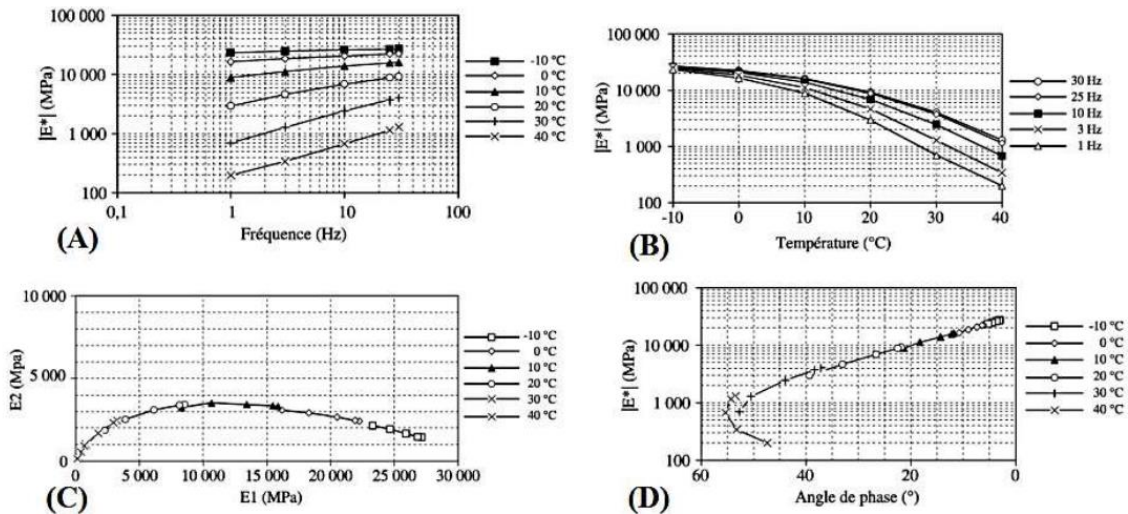 100 000
10 000
1 000
100
0,1
1
10
100
|E*| (MPa)
Fréquence (Hz)
-10 °C
0 °C
10 °C
20 °C
30 °C
40 °C
(A)
100 000
10 000
1 000
100
-10
0
10
20
30
40
|E*| (MPa)
Température (°C)
30 Hz
25 Hz
10 Hz
3 Hz
1 Hz
(B)
10 000
5 000
0
0
5 000
10 000
15 000
20 000
25 000
30 000
E2 (Mpa)
E1 (MPa)
-10 °C
0 °C
10 °C
20 °C
30 °C
40 °C
(C)
100 000
10 000
1 000
100
60
40
20
0
|E*| (MPa)
Angle de phase (°)
-10 °C
0 °C
10 °C
20 °C
30 °C
40 °C
(D)